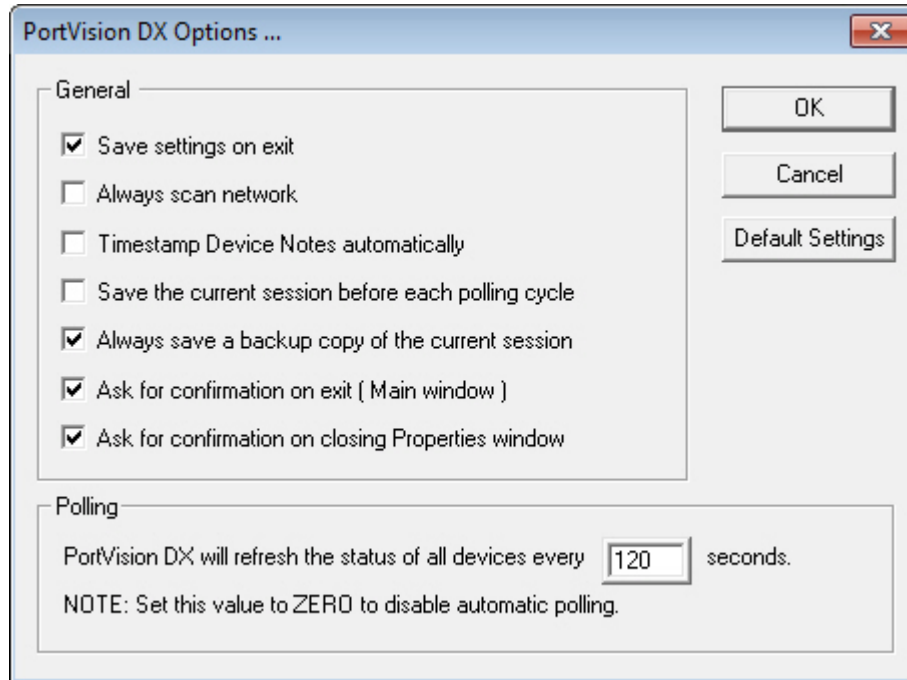 PortVision DX Options ...
General
Save settings on exit
Always scan network
Timestamp Device Notes automatically
Save the current session before each polling cycle
Always save a backup copy of the current session
Ask for confirmation on exit ( Main window )
Ask for confirmation on closing Properties window
OK
Cancel
Default Settings
Polling
PortVision DX will refresh the status of all devices every 120 seconds.
NOTE: Set this value to ZERO to disable automatic polling.